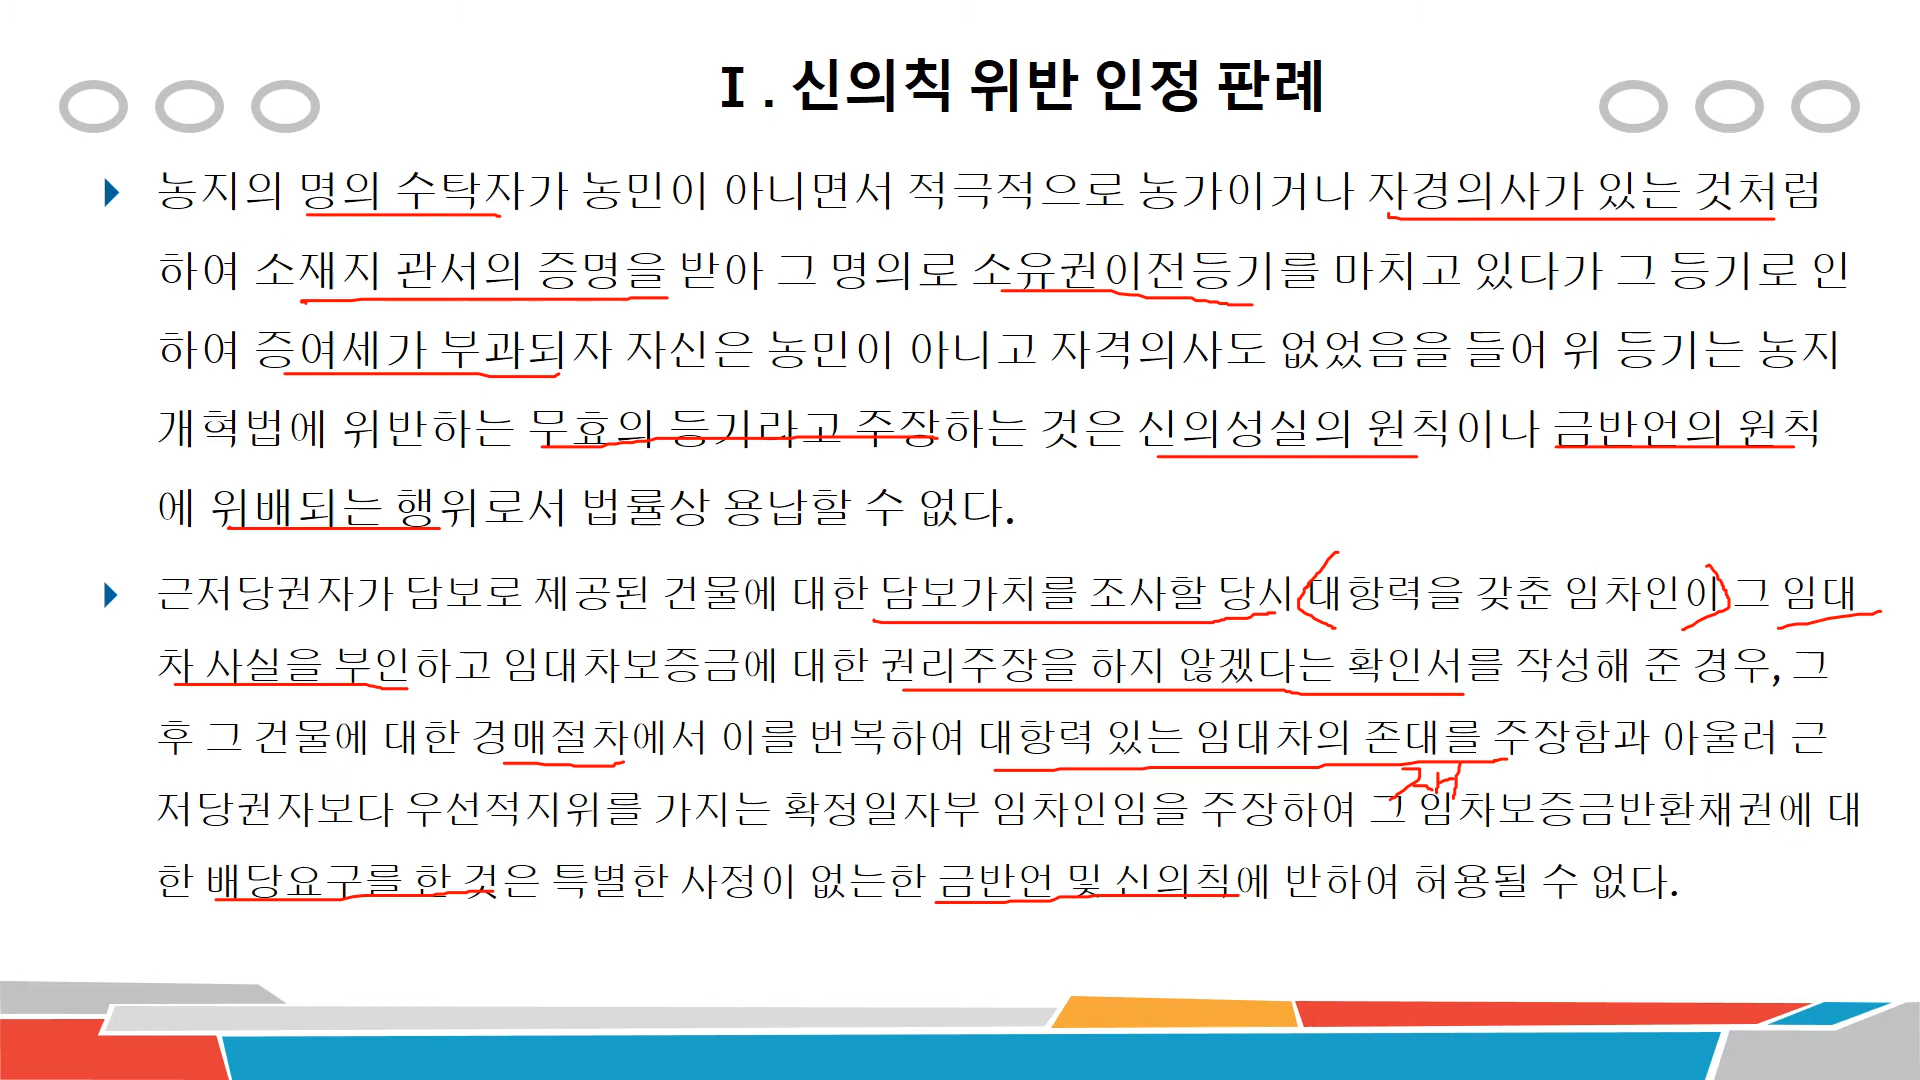 Ⅰ. 신의칙 위반 인정 판례
농지의 명의 수탁자가 농민이 아니면서 적극적으로 농가이거나 자경의사가 있는 것처럼
하여 소재지 관서의 증명을 받아 그 명의로 소유권이전등기를 마치고 있다가 그 등기로 인
하여 증여세가 부과되자 자신은 농민이 아니고 자격의사도 없었음을 들어 위 등기는 농지
개혁법에 위반하는 무효의 등기라고 주장하는 것은 신의성실의 원칙이나 금반언의 원칙
에 위배되는 행위로서 법률상 용납할 수 없다.
근저당권자가 담보로 제공된 건물에 대한 담보가치를 조사할 당시 대항력을 갖춘 임차인이 그 임대
차 사실을 부인하고 임대차보증금에 대한 권리주장을 하지 않겠다는 확인서를 작성해 준 경우, 그
후 그 건물에 대한 경매절차에서 이를 번복하여 대항력 있는 임대차의 존대를 주장함과 아울러 근
재
저당권자보다 우선적지위를 가지는 확정일자부 임차인임을 주장하여 그 임차보증금반환채권에 대
한 배당요구를 한 것은 특별한 사정이 없는한 금반언 및 신의칙에 반하여 허용될 수 없다.